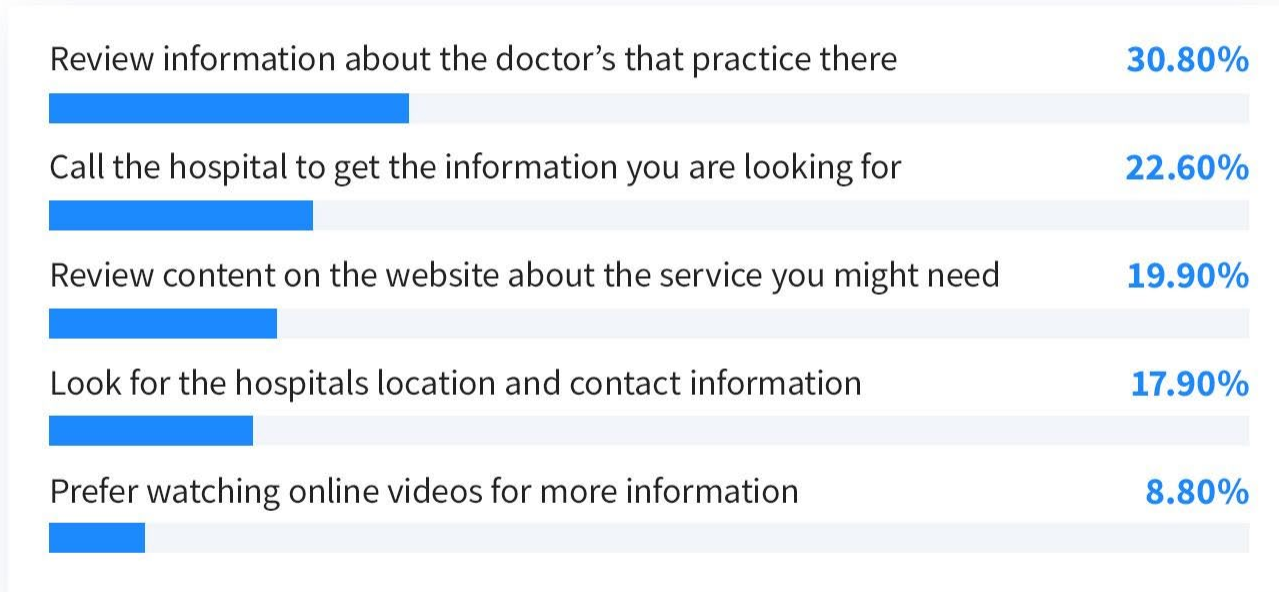 Review information about the doctor’s that practice there 30.80%
Call the hospital to get the information you are looking for 22.60%
Review content on the website about the service you might need 19.90%
Look for the hospitals location and contact information 17.90%
Prefer watching online videos for more information 8.80%